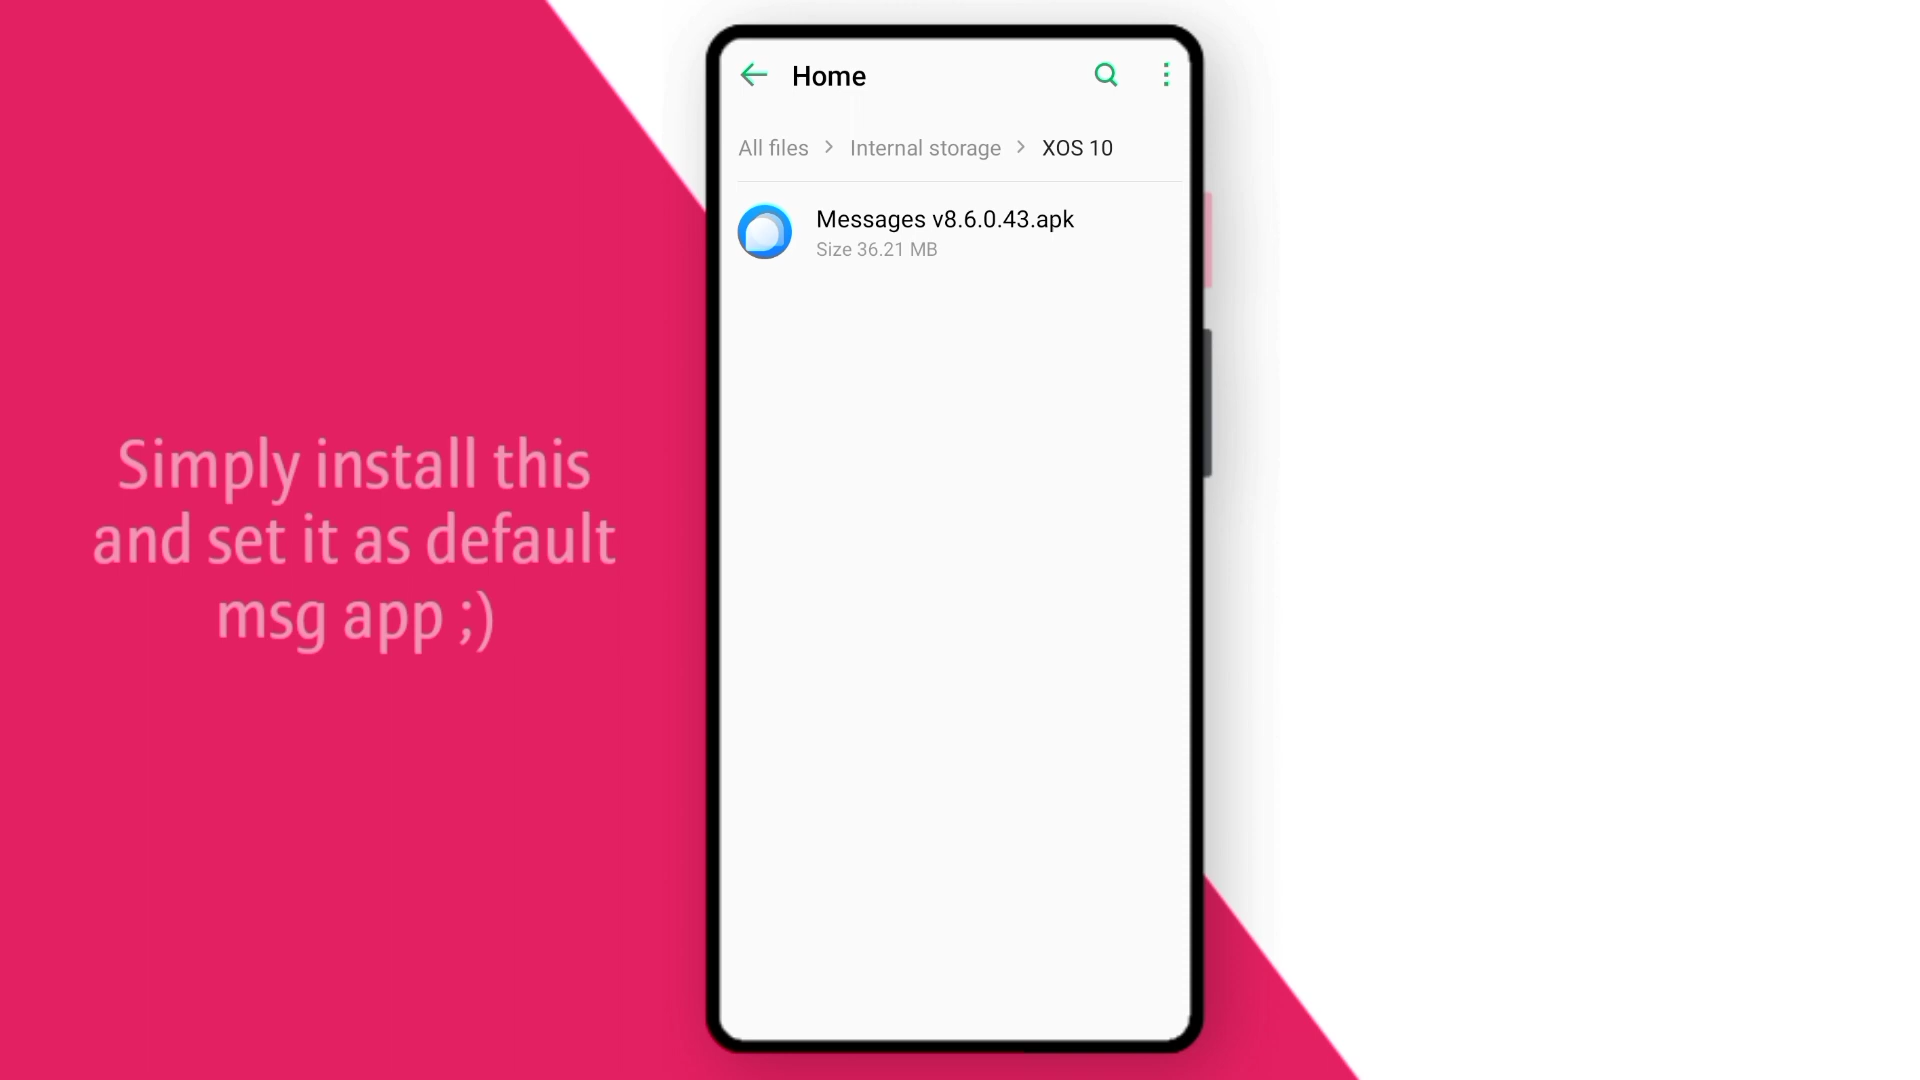 Simply install this
and set it as default
msg app ;)
Home
All files > Internal storage > XOS 10
Messages v8.6.0.43.apk
Size 36.21 MB